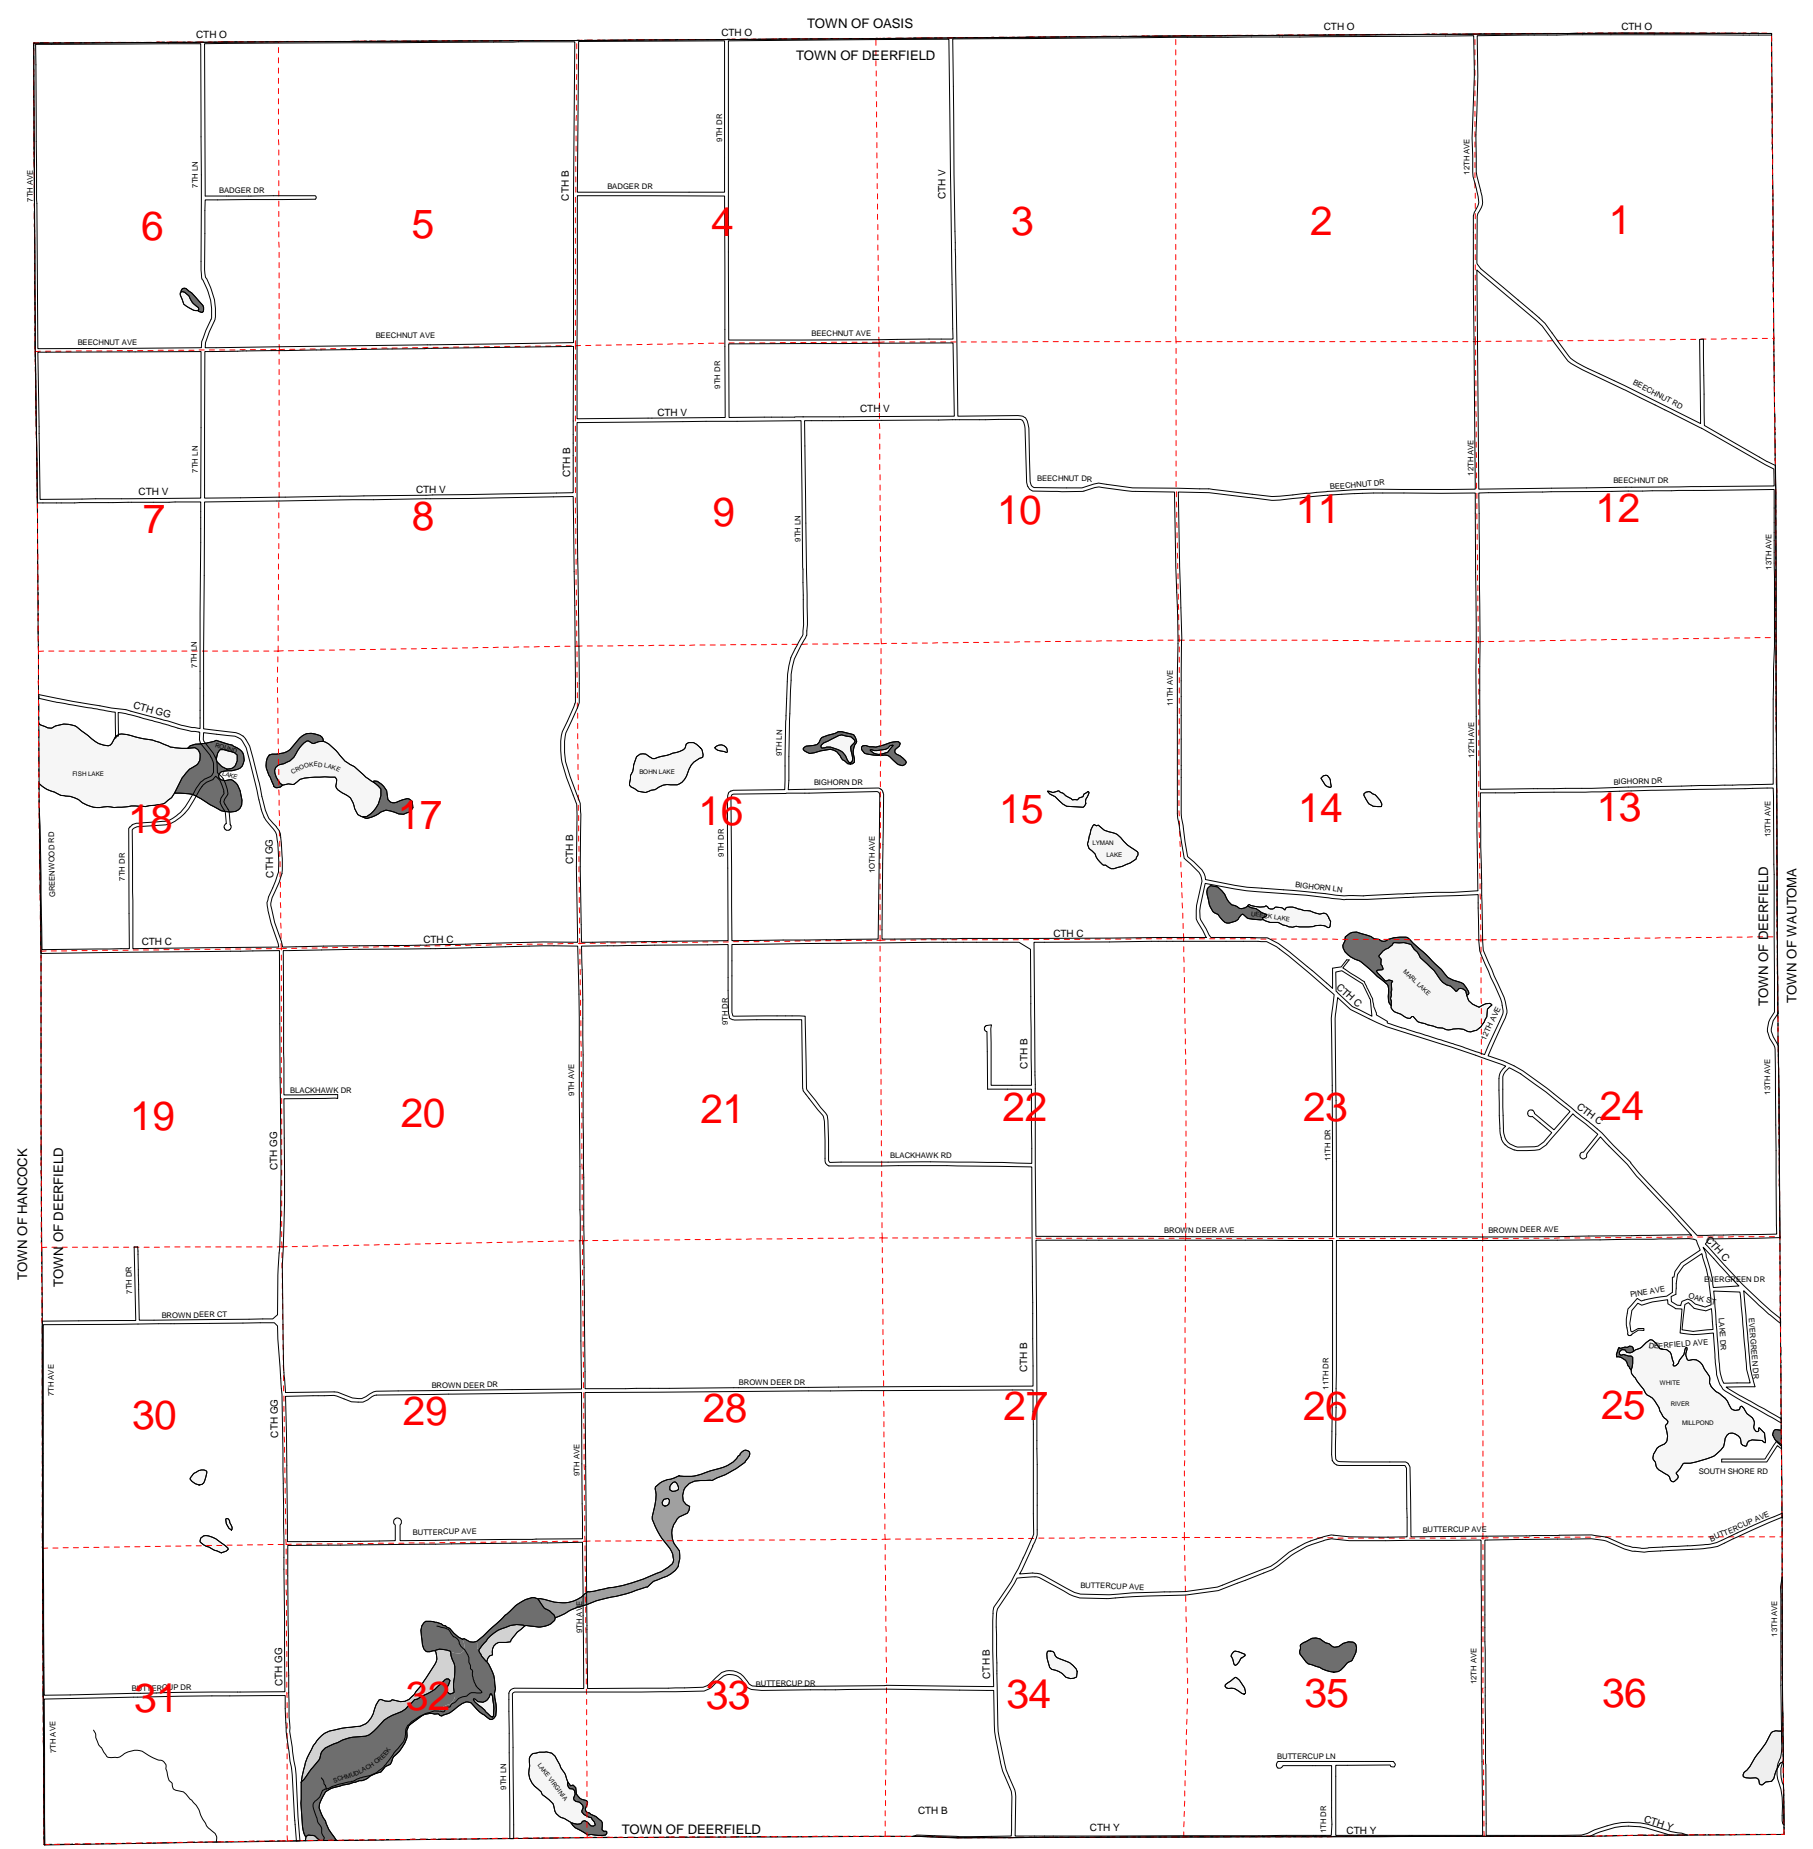 TOWN OF OASIS
CTH O
CTH O
CTH O
CTH O
TOWN OF DEERFIELD
7TH AVE
7TH LN
BADGER DR
CTH B
BADGER DR
9TH DR
CTH V
12TH AVE
6
5
4
3
2
1
BEECHNUT AVE
BEECHNUT AVE
BEECHNUT AVE
9TH DR
BEECHNUT RD
CTH V
CTH V
7TH LN
CTH B
12TH AVE
CTH V
CTH V
BEECHNUT DR
BEECHNUT DR
BEECHNUT DR
7
8
9
10
11
12
9TH LN
13TH AVE
7TH LN
11TH AVE
CTH GG
9TH LN
12TH AVE
FISH LAKE
LAKE
CROOKED LAKE
BOHN LAKE
BIGHORN DR
BIGHORN DR
18
17
16
15
14
13
GREENWOOD RD
7TH DR
CTH GG
CTH B
9TH DR
10TH AVE
LYMAN
LAKE
13TH AVE
BIGHORN LN
CTH C
CTH C
CTH C
MARL LAKE
CTH C
12TH AVE
TOWN OF DEERFIELD
TOWN OF WAUTOMA
9TH DR
CTH B
9TH AVE
13TH AVE
BLACKHAWK DR
19
20
21
22
23
24
CTH C
CTH GG
BLACKHAWK RD
11TH DR
TOWN OF HANCOCK
TOWN OF DEERFIELD
BROWN DEER AVE
BROWN DEER AVE
CTH C
7TH DR
EVERGREEN DR
PINE AVE
OAK ST
BROWN DEER CT
LAKE DR
EVERGREEN DR
DEERFIELD AVE
7TH AVE
CTH B
11TH DR
BROWN DEER DR
BROWN DEER DR
WHITE
RIVER
MILLPOND
30
29
28
27
26
25
CTH GG
9TH AVE
SOUTH SHORE RD
BUTTERCUP AVE
BUTTERCUP AVE
BUTTERCUP AVE
BUTTERCUP AVE
9TH AVE
13TH AVE
CTH GG
CTH B
12TH AVE
BUTTERCUP DR
BUTTERCUP DR
31
32
33
34
35
36
7TH AVE
SCHMUDLACH CREEK
9TH LN
LAKE VIRGINIA
BUTTERCUP LN
11TH DR
CTH B
TOWN OF DEERFIELD
CTH Y
CTH Y
CTH Y